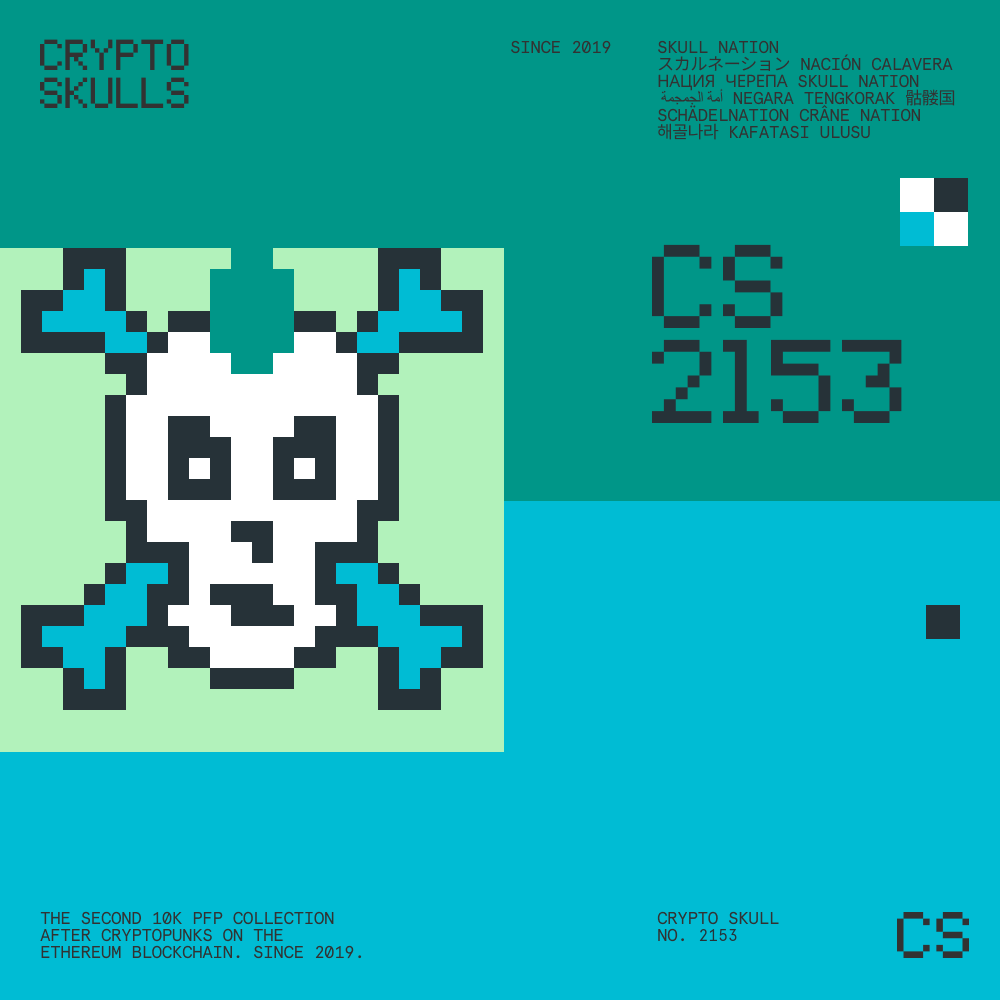 CRYPTO
SKULLS
SINCE 2019
SKULL NATION
スカルネーション NACIÓN CALAVERA
НАЦИЯ ЧЕРЕПА SKULL NATION
أمة الجمجمة NEGARA TENGKORAK 骷髅国
SCHÄDELNATION CRÂNE NATION
해골나라 KAFATASI ULUSU
CS
2153
THE SECOND 10K PFP COLLECTION
AFTER CRYPTOPUNKS ON THE
ETHEREUM BLOCKCHAIN. SINCE 2019.
CRYPTO SKULL
NO. 2153
CS